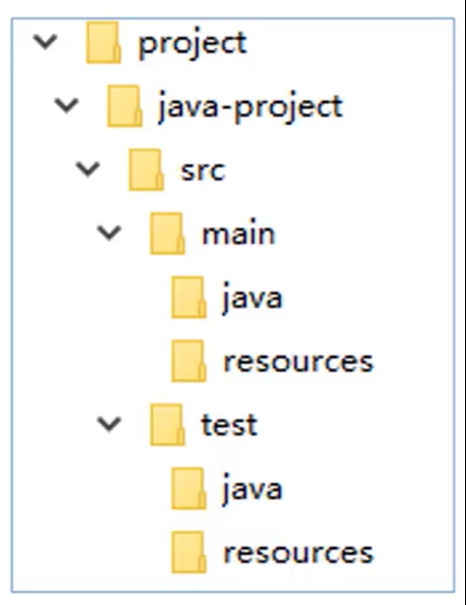 project
java-project
src
main
java
resources
test
java
resources